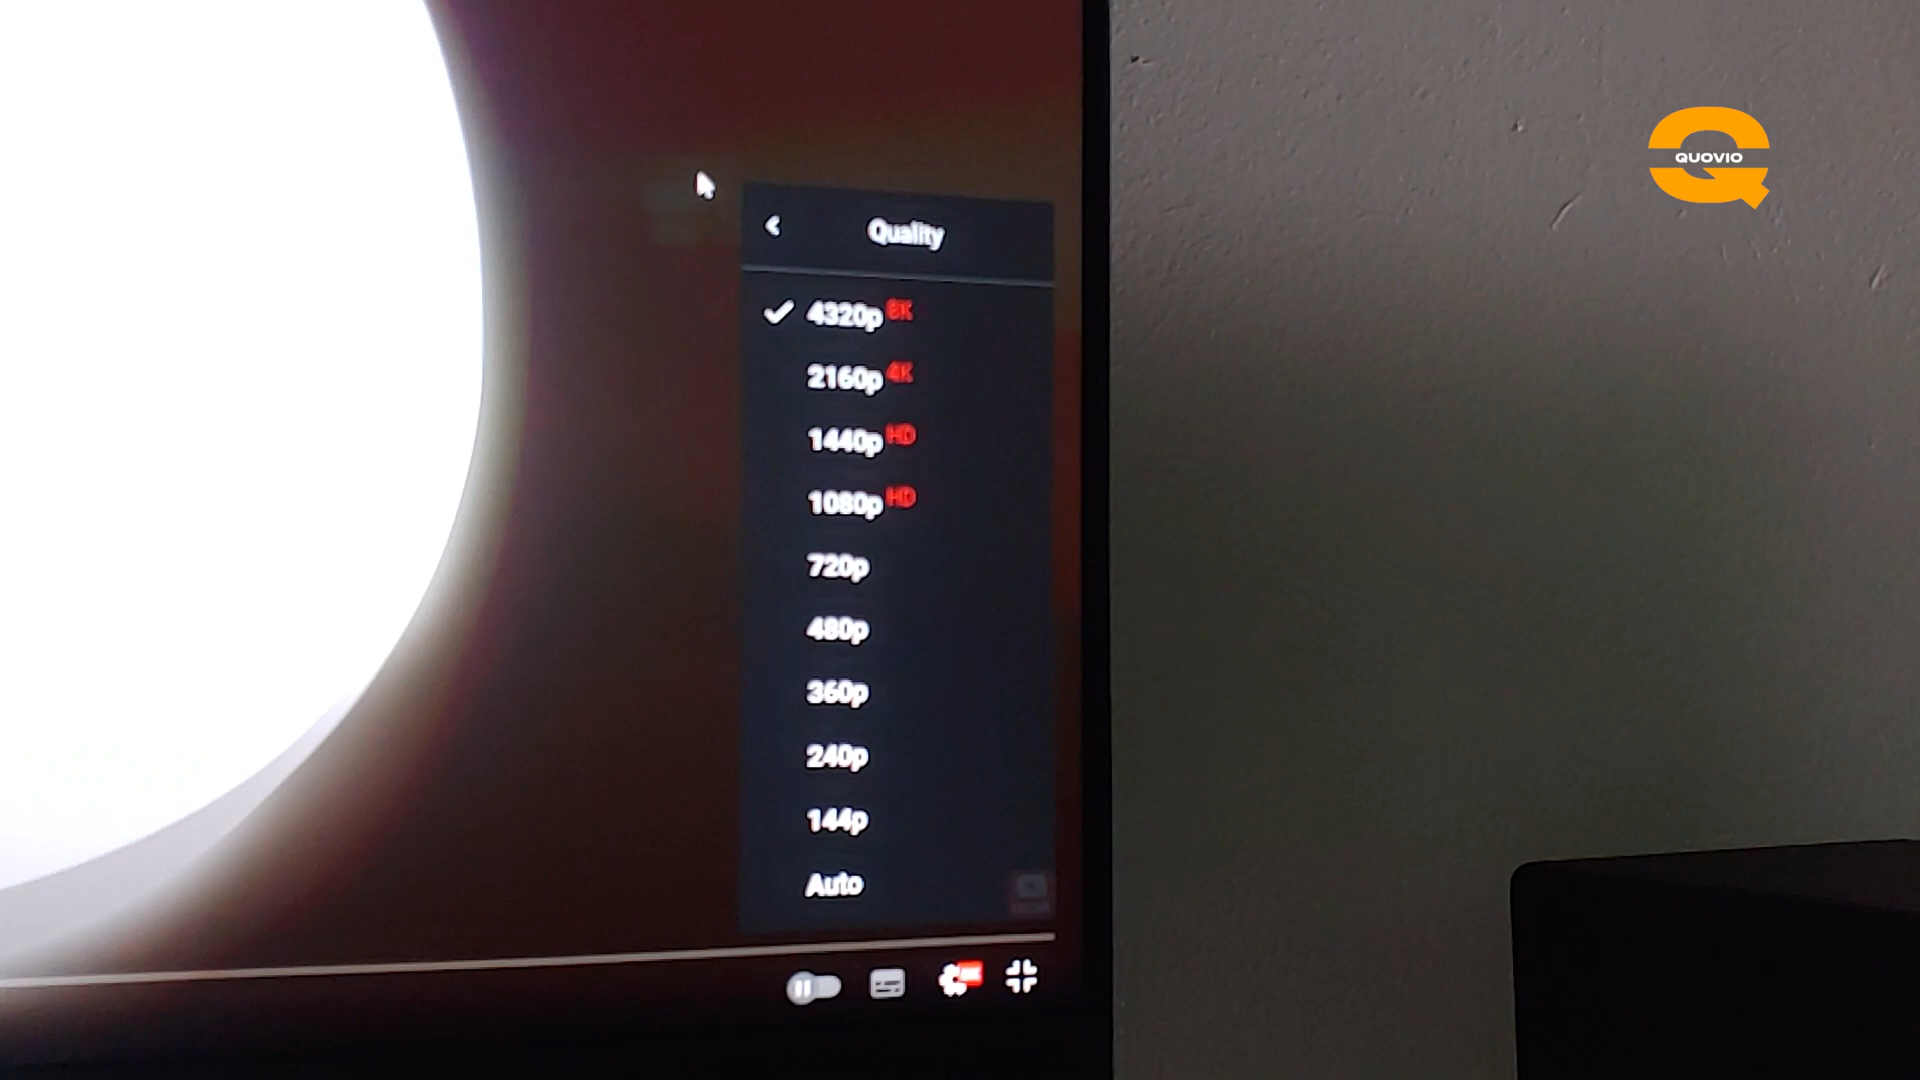 QUOVIO
Quality
4320p 8K
2160p 4K
1440p HD
1080p HD
720p
480p
360p
240p
144p
Auto